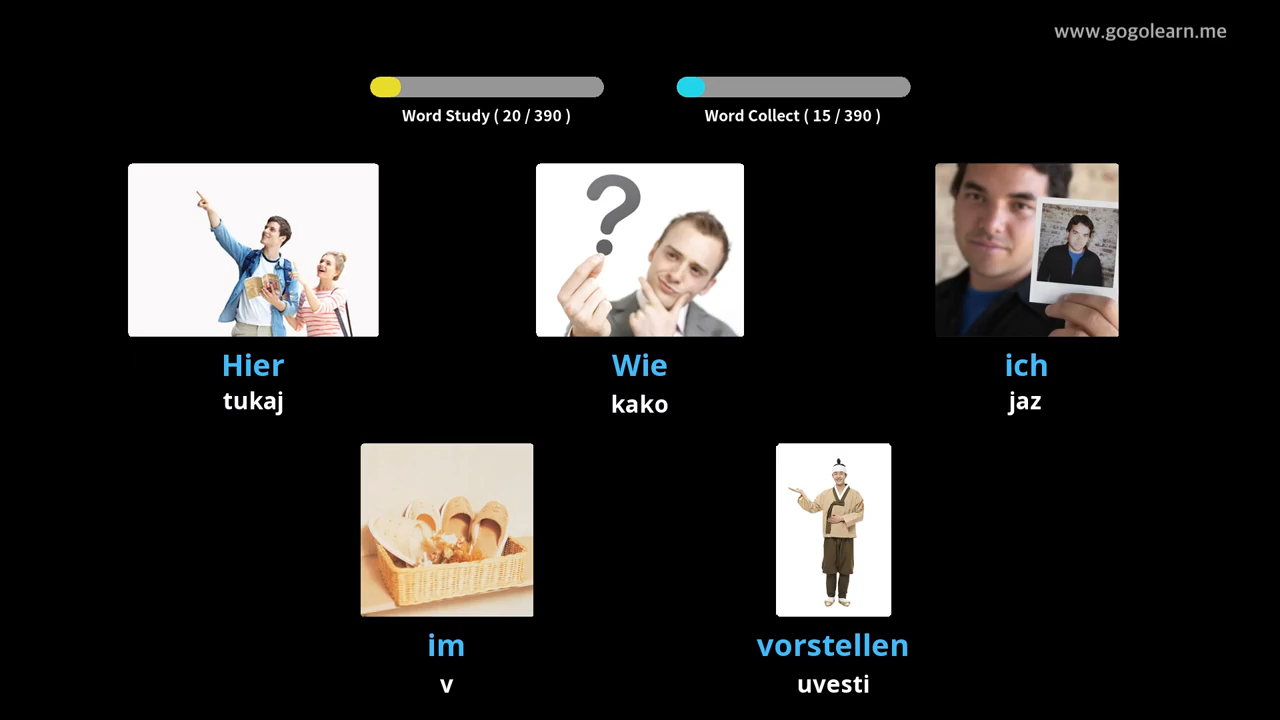 www.gogolearn.me
Word Study ( 20 / 390 )
Word Collect ( 15 / 390 )
?
Hier
tukaj
Wie
kako
ich
jaz
im
v
vorstellen
uvesti